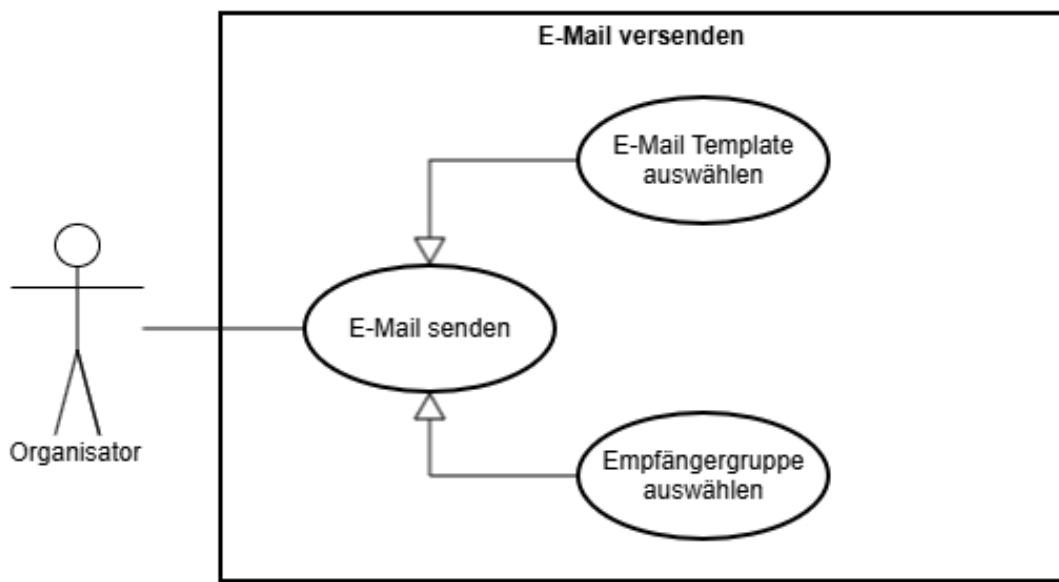 E-Mail versenden
E-Mail Template
auswählen
E-Mail senden
Organisator
Empfängergruppe
auswählen